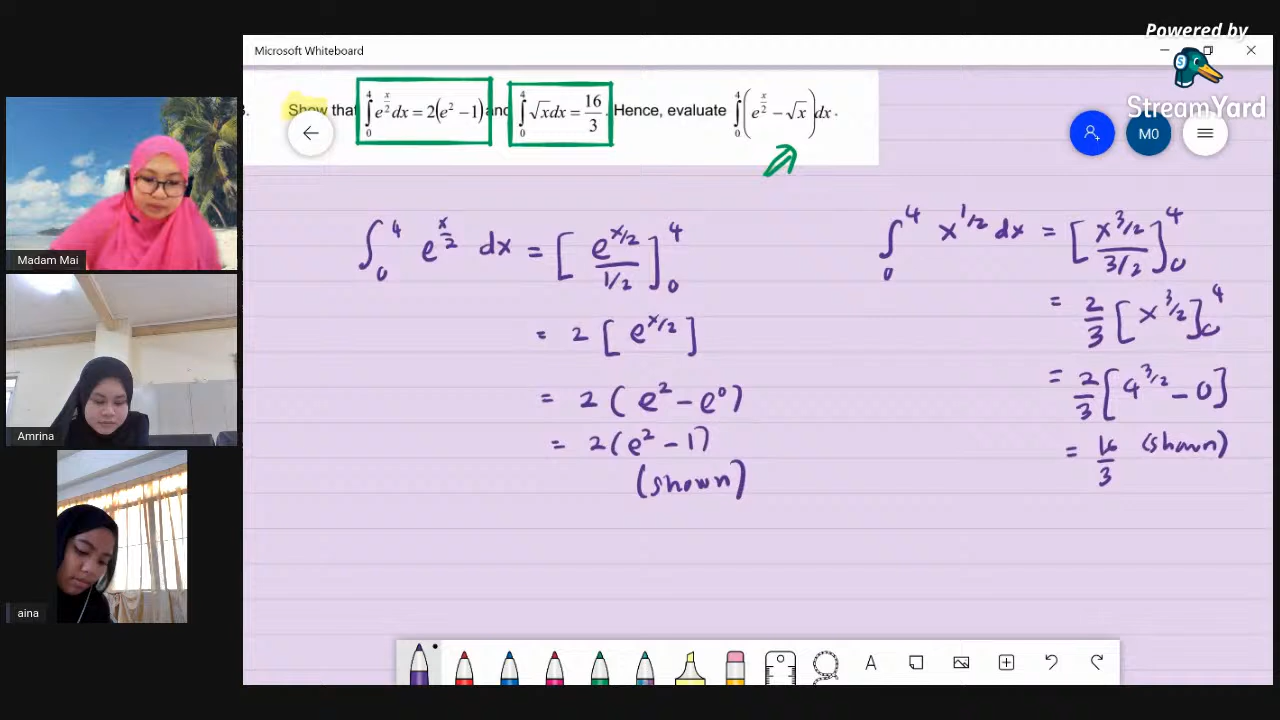 Powered by
StreamYard
Microsoft Whiteboard
3. Show that ∫₀⁴ e^(x/2) dx = 2(e² − 1) and ∫₀⁴ √x dx = 16/3. Hence, evaluate ∫₀⁴ (e^(x/2) − √x) dx.
M0
∫₀⁴ e^(x/2) dx = [e^(x/2) / (1/2)]₀⁴
= 2 [e^(x/2)]
= 2 (e² − e⁰)
= 2 (e² − 1)
(shown)
∫₀⁴ x^(1/2) dx = [x^(3/2) / (3/2)]₀⁴
= 2/3 [x^(3/2)]₀⁴
= 2/3 [4^(3/2) − 0]
= 16/3 (shown)
Madam Mai
Amrina
aina
A